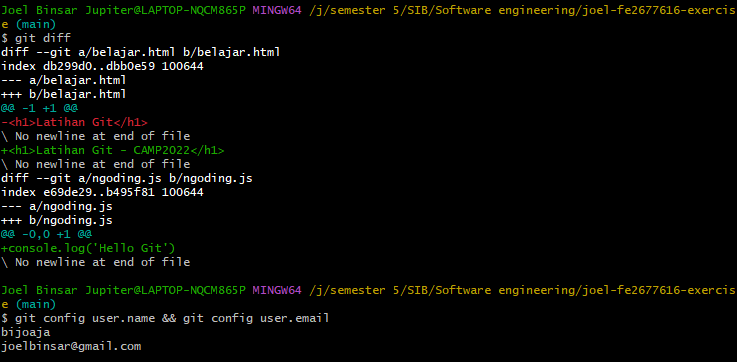 Joel Binsar Jupiter@LAPTOP-NQCM865P MINGW64 /j/semester 5/SIB/Software engineering/joel-fe2677616-exercis
e (main)
$ git diff
diff --git a/belajar.html b/belajar.html
index db299d0..dbb0e59 100644
--- a/belajar.html
+++ b/belajar.html
@@ -1 +1 @@
-<h1>Latihan Git</h1>
\ No newline at end of file
+<h1>Latihan Git - CAMP2022</h1>
\ No newline at end of file
diff --git a/ngoding.js b/ngoding.js
index e69de29..b495f81 100644
--- a/ngoding.js
+++ b/ngoding.js
@@ -0,0 +1 @@
+console.log('Hello Git')
\ No newline at end of file
Joel Binsar Jupiter@LAPTOP-NQCM865P MINGW64 /j/semester 5/SIB/Software engineering/joel-fe2677616-exercis
e (main)
$ git config user.name && git config user.email
bijoaja
joelbinsar@gmail.com